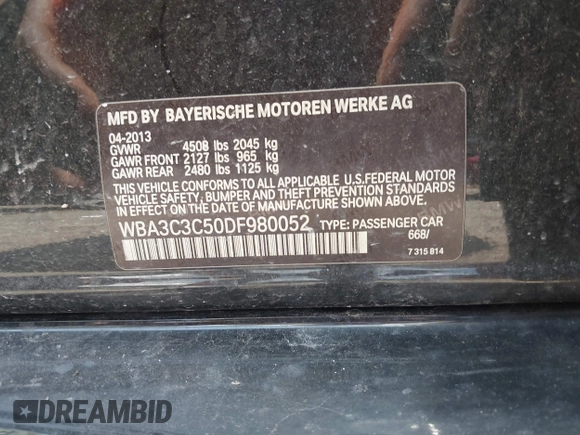 MFD BY BAYERISCHE MOTOREN WERKE AG
04-2013
GVWR 4508 lbs 2045 kg
GAWR FRONT 2127 lbs 965 kg
GAWR REAR 2480 lbs 1125 kg
THIS VEHICLE CONFORMS TO ALL APPLICABLE U.S.FEDERAL MOTOR
VEHICLE SAFETY, BUMPER AND THEFT PREVENTION STANDARDS
IN EFFECT ON THE DATE OF MANUFACTURE SHOWN ABOVE.
WBA3C3C50DF980052 TYPE: PASSENGER CAR
668/
7 315 814
DREAMBID